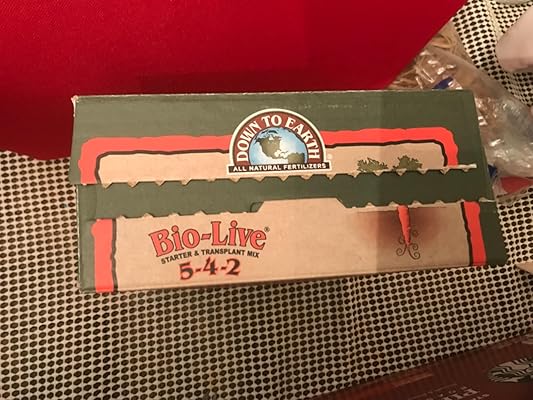 DOWN TO EARTH
ALL NATURAL FERTILIZERS
Bio-Live®
STARTER & TRANSPLANT MIX
5-4-2